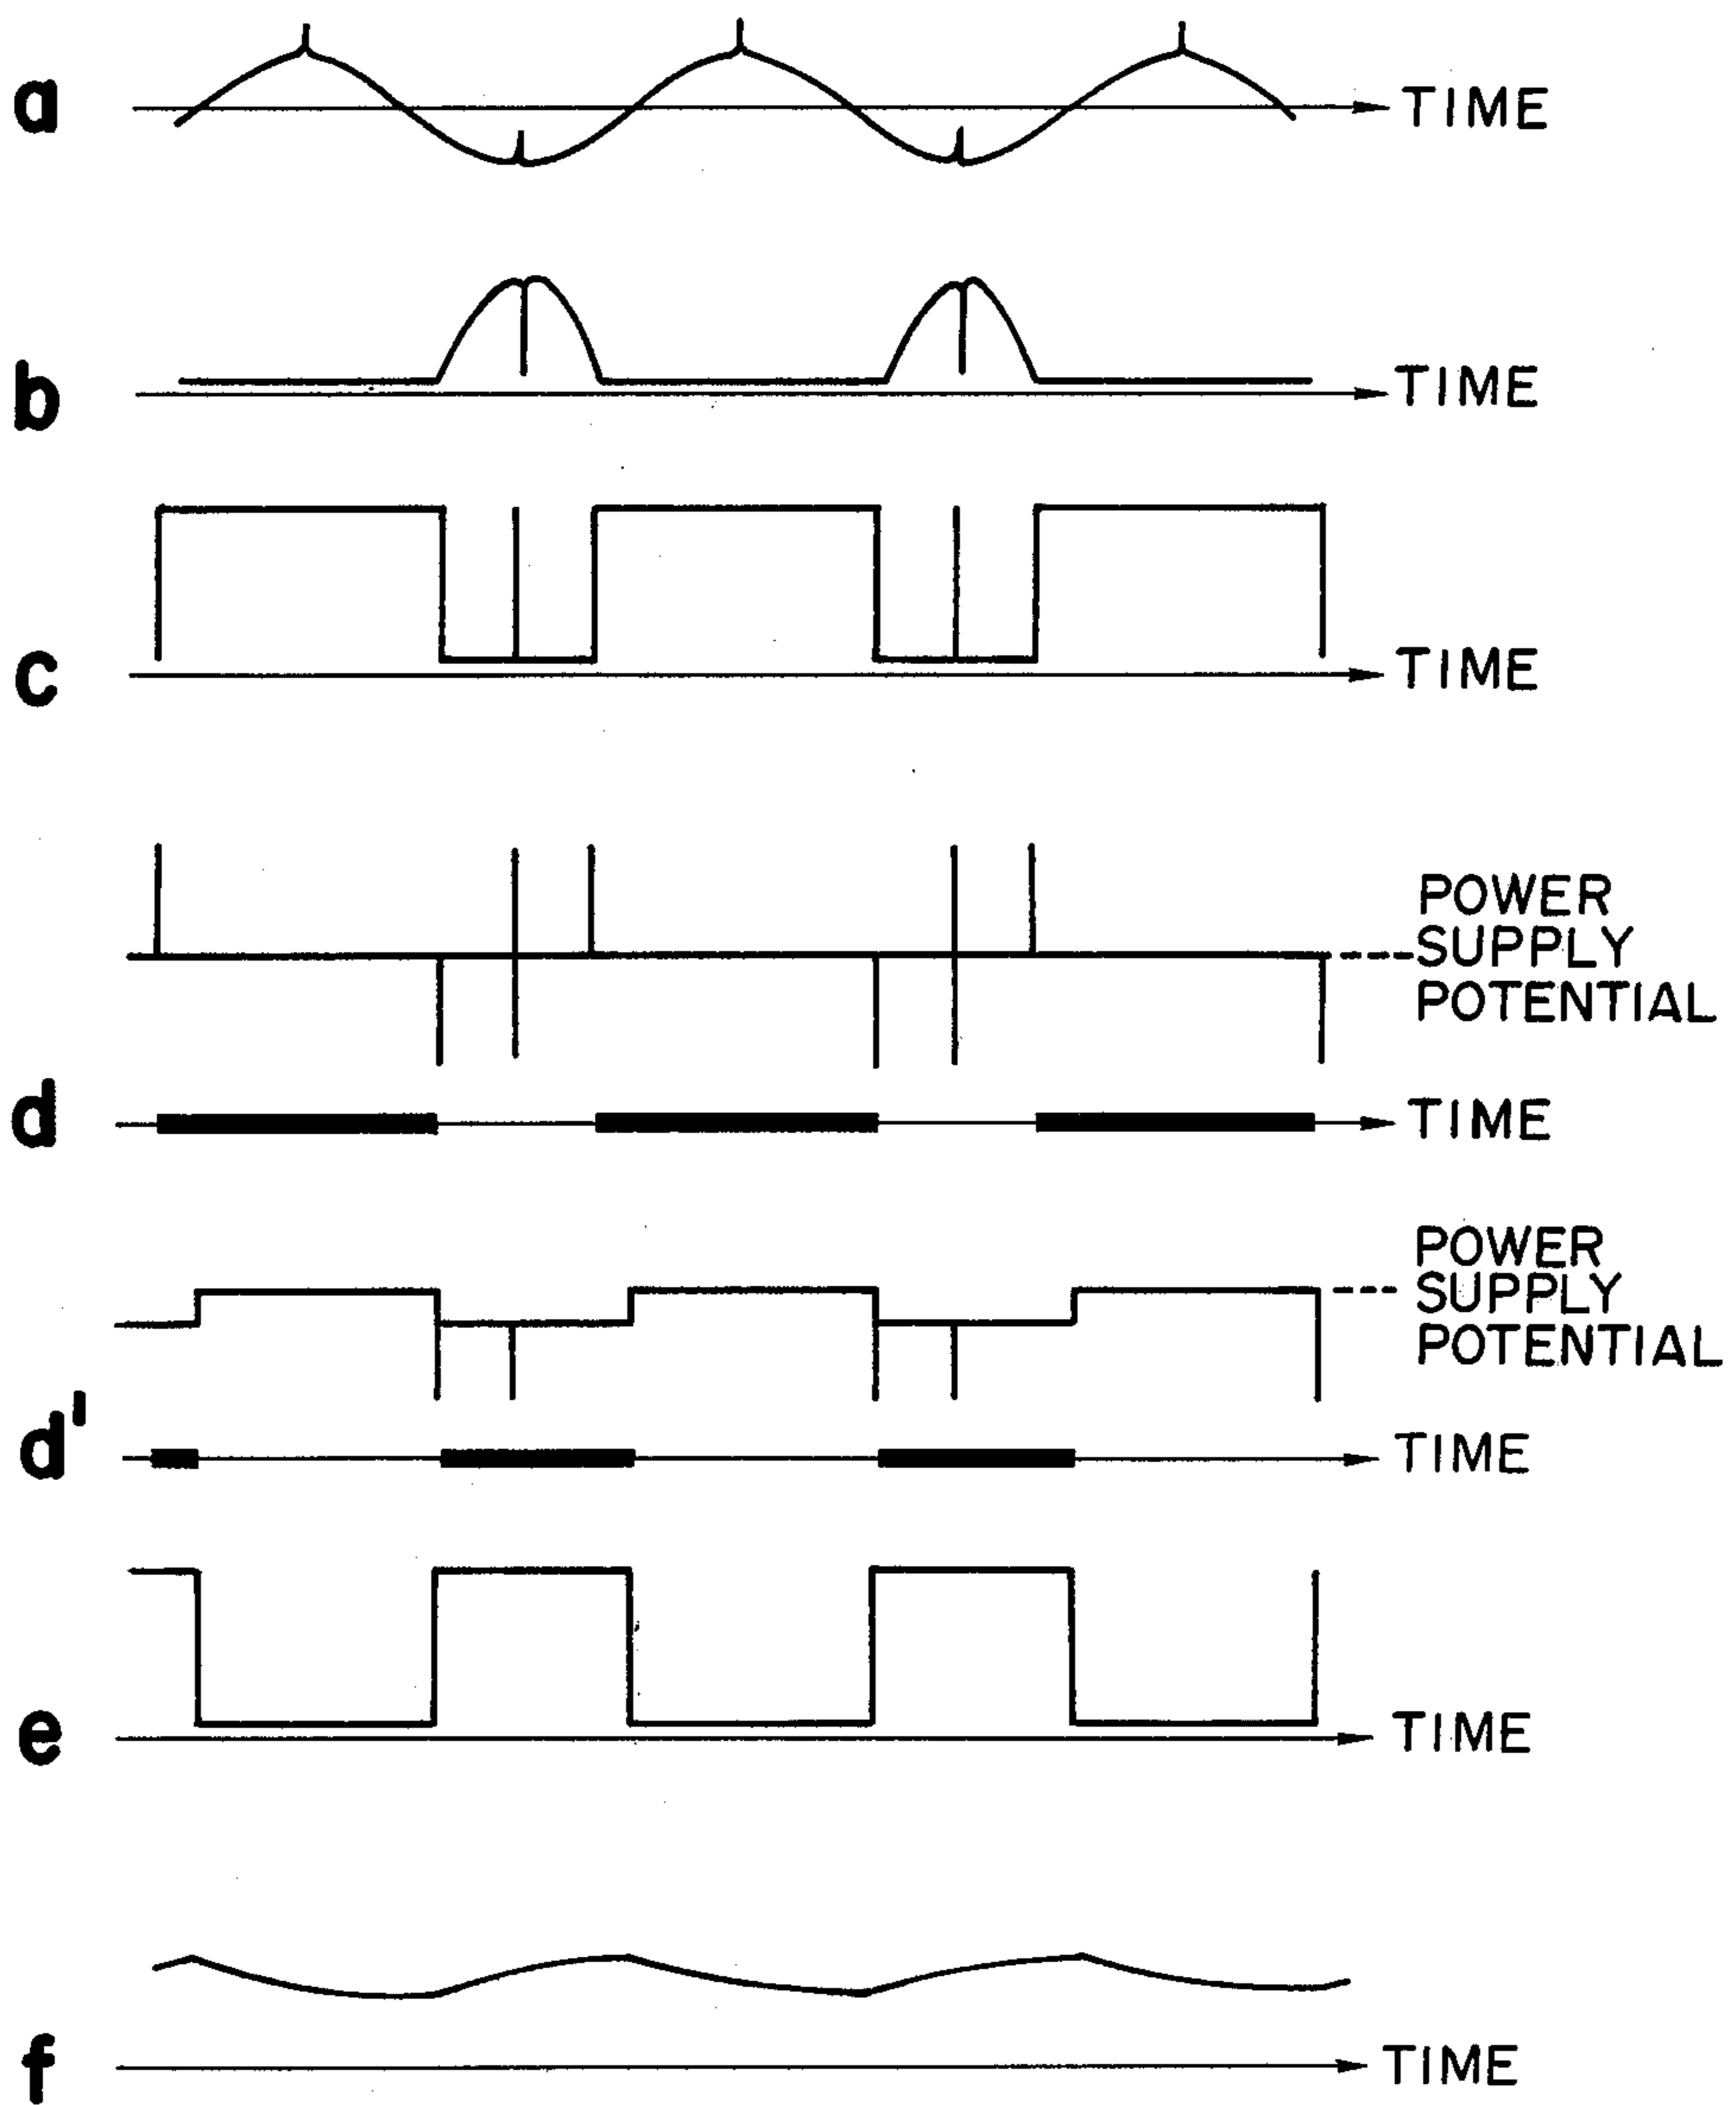 a TIME
b TIME
c TIME
POWER
SUPPLY
POTENTIAL
d TIME
POWER
SUPPLY
POTENTIAL
d' TIME
e TIME
f TIME